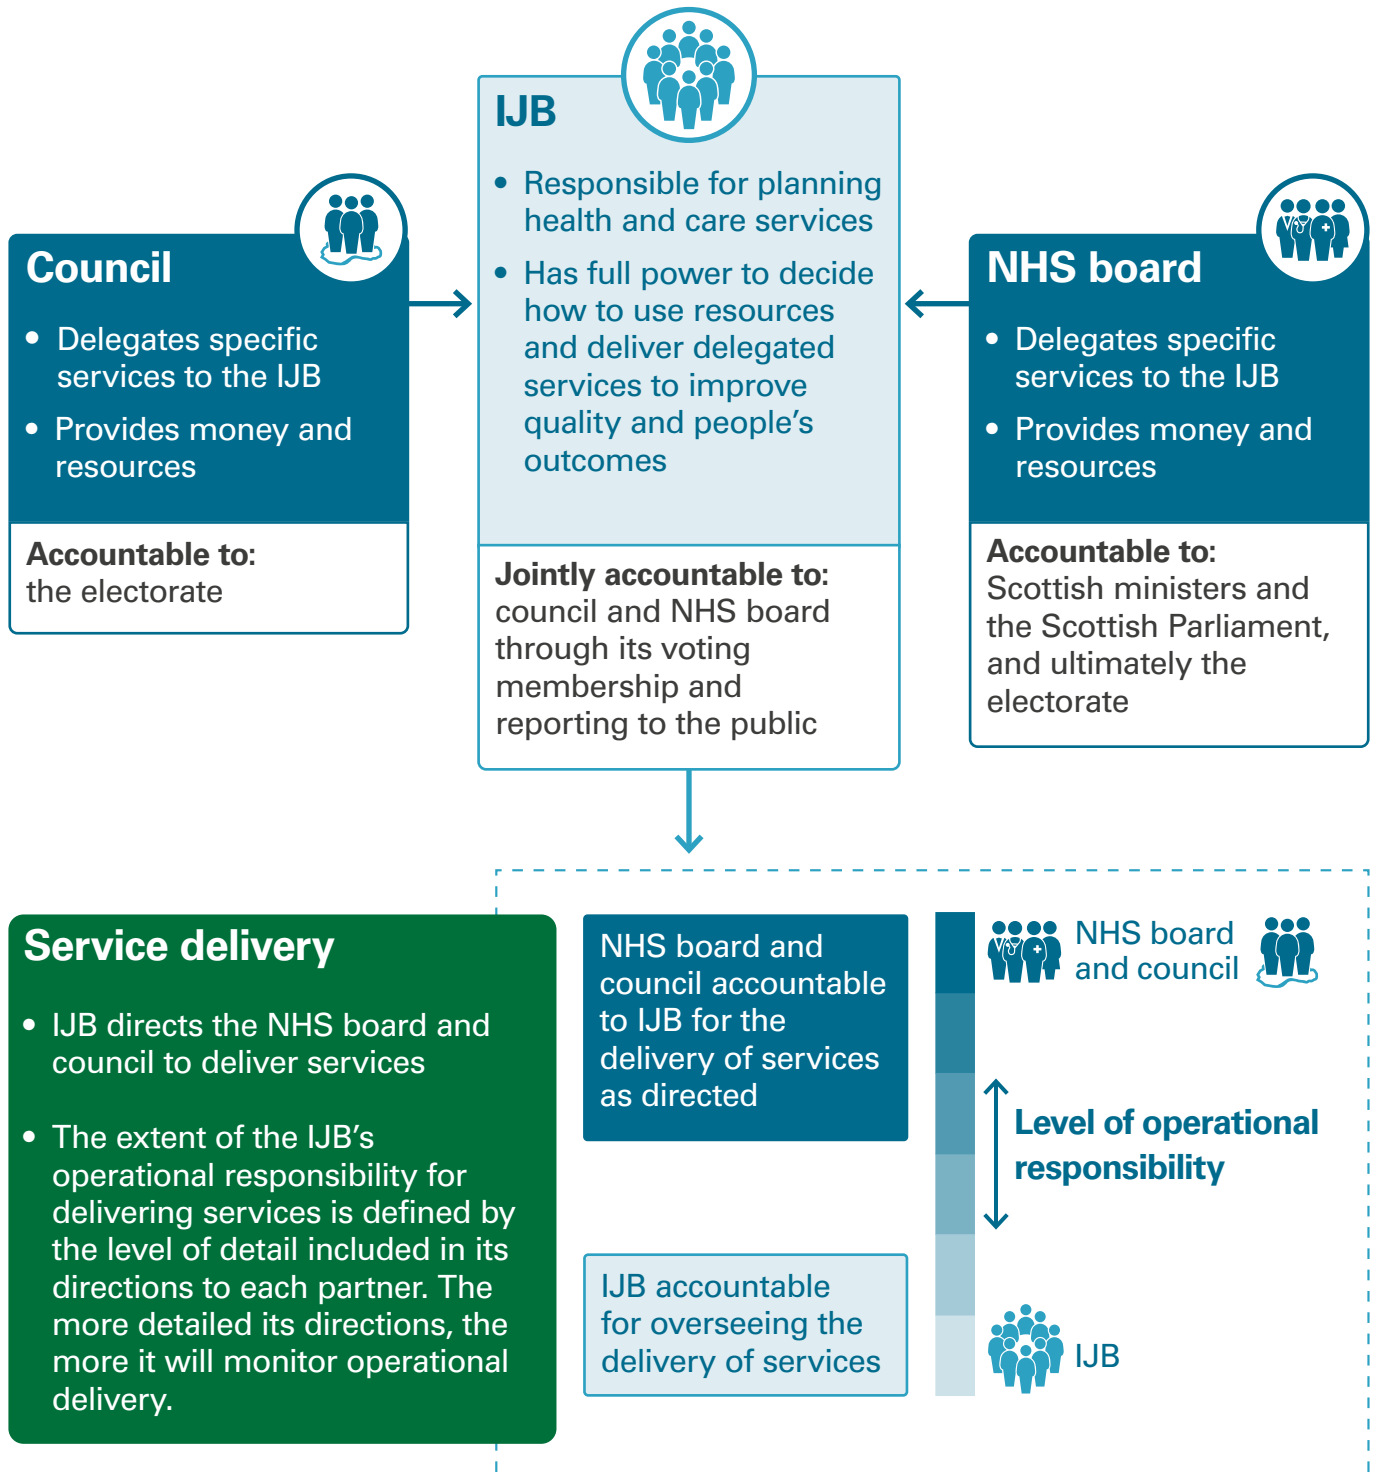 IJB
• Responsible for planning
health and care services
• Has full power to decide
how to use resources
and deliver delegated
services to improve
quality and people’s
outcomes
Jointly accountable to:
council and NHS board
through its voting
membership and
reporting to the public
Council
• Delegates specific
services to the IJB
• Provides money and
resources
Accountable to:
the electorate
NHS board
• Delegates specific
services to the IJB
• Provides money and
resources
Accountable to:
Scottish ministers and
the Scottish Parliament,
and ultimately the
electorate
Service delivery
• IJB directs the NHS board and
council to deliver services
• The extent of the IJB’s
operational responsibility for
delivering services is defined by
the level of detail included in its
directions to each partner. The
more detailed its directions, the
more it will monitor operational
delivery.
NHS board and
council accountable
to IJB for the
delivery of services
as directed
IJB accountable
for overseeing the
delivery of services
NHS board
and council
Level of operational
responsibility
IJB